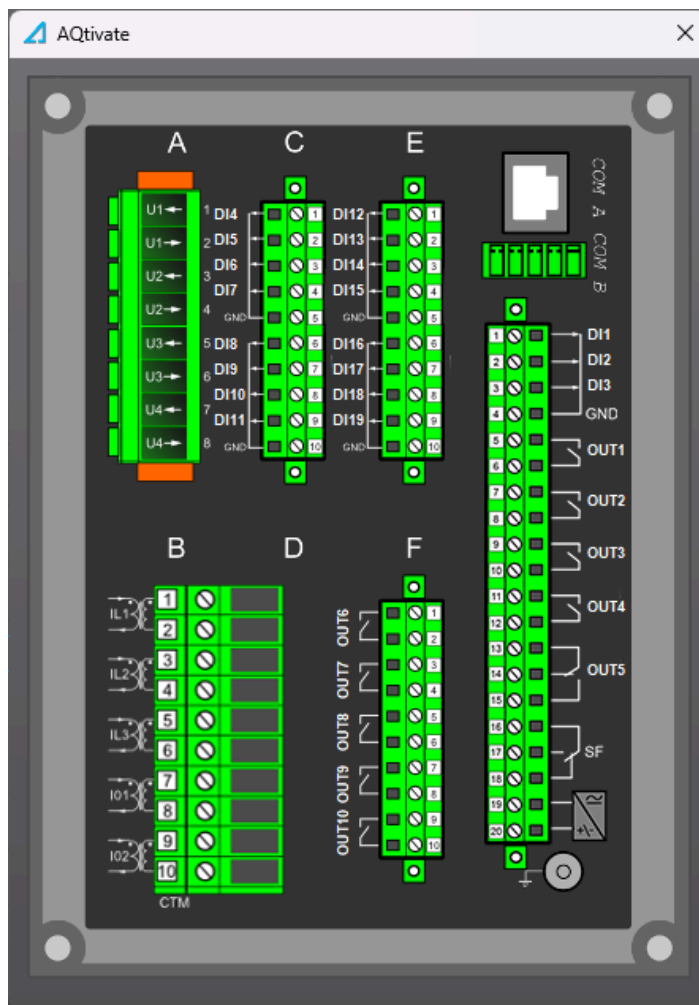 AQtivate
A C E
COM A COM B
U1 1
U1 2
U2 3
U2 4
U3 5
U3 6
U4 7
U4 8
DI4 1
DI5 2
DI6 3
DI7 4
GND 5
DI8 6
DI9 7
DI10 8
DI11 9
GND 10
DI12 1
DI13 2
DI14 3
DI15 4
GND 5
DI16 6
DI17 7
DI18 8
DI19 9
GND 10
1 DI1
2 DI2
3 DI3
4 GND
5
OUT1
6
7
OUT2
8
9
OUT3
10
11
OUT4
12
13
14 OUT5
15
16
17 SF
18
19
20 +/-
B D F
IL1
1
2
IL2
3
4
IL3
5
6
I01
7
8
I02
9
10
CTM
OUT6
1
2
OUT7
3
4
OUT8
5
6
OUT9
7
8
OUT10
9
10